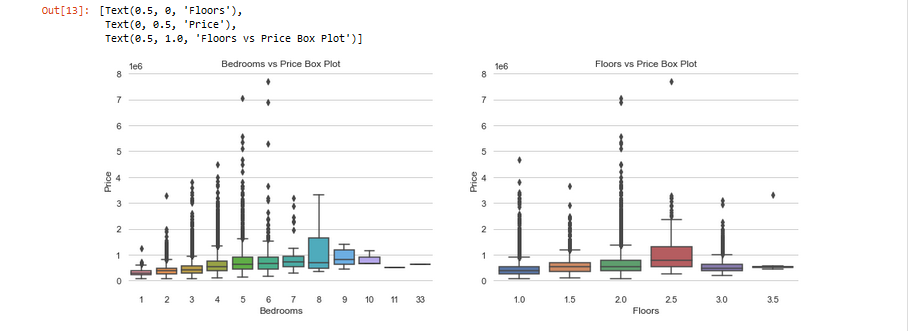 Out[13]: [Text(0.5, 0, 'Floors'),
Text(0, 0.5, 'Price'),
Text(0.5, 1.0, 'Floors vs Price Box Plot')]
1e6 Bedrooms vs Price Box Plot
8
7
6
5
4
3
2
1
0
Price
1 2 3 4 5 6 7 8 9 10 11 33
Bedrooms
1e6 Floors vs Price Box Plot
8
7
6
5
4
3
2
1
0
Price
1.0 1.5 2.0 2.5 3.0 3.5
Floors